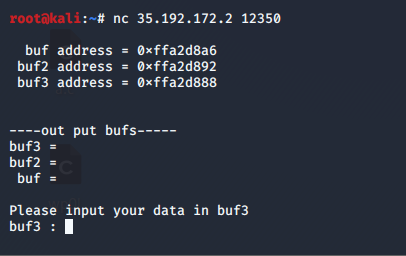 root@kali:~# nc 35.192.172.2 12350
buf address = 0×ffa2d8a6
buf2 address = 0×ffa2d892
buf3 address = 0×ffa2d888
----out put bufs-----
buf3 =
buf2 =
buf =
Please input your data in buf3
buf3 :